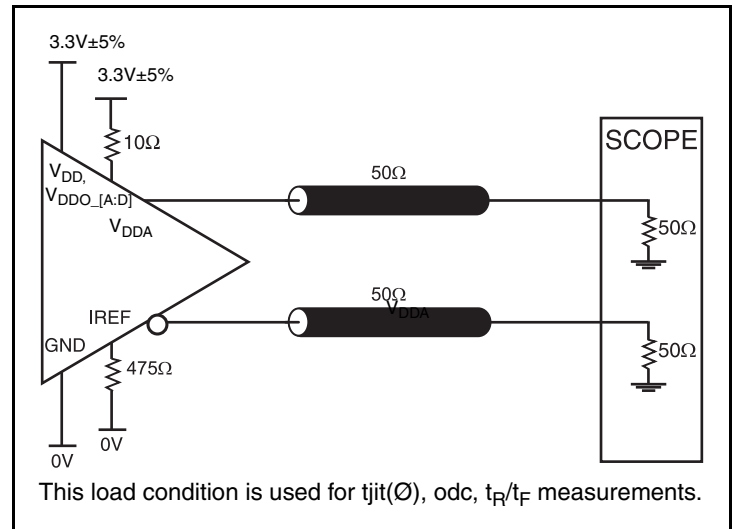 3.3V±5%
3.3V±5%
10Ω
SCOPE
VDD,
VDDO_[A:D]
VDDA
50Ω
50Ω
50Ω
VDDA
IREF
GND
475Ω
50Ω
0V
0V
This load condition is used for tjit(Ø), odc, tR/tF measurements.